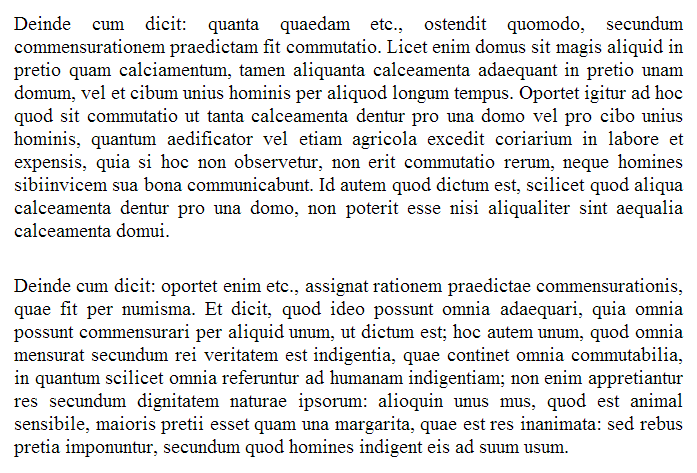 Deinde cum dicit: quanta quaedam etc., ostendit quomodo, secundum
commensurationem praedictam fit commutatio. Licet enim domus sit magis aliquid in
pretio quam calciamentum, tamen aliquanta calceamenta adaequant in pretio unam
domum, vel et cibum unius hominis per aliquod longum tempus. Oportet igitur ad hoc
quod sit commutatio ut tanta calceamenta dentur pro una domo vel pro cibo unius
hominis, quantum aedificator vel etiam agricola excedit coriarium in labore et
expensis, quia si hoc non observetur, non erit commutatio rerum, neque homines
sibiinvicem sua bona communicabunt. Id autem quod dictum est, scilicet quod aliqua
calceamenta dentur pro una domo, non poterit esse nisi aliqualiter sint aequalia
calceamenta domui.
Deinde cum dicit: oportet enim etc., assignat rationem praedictae commensurationis,
quae fit per numisma. Et dicit, quod ideo possunt omnia adaequari, quia omnia
possunt commensurari per aliquid unum, ut dictum est; hoc autem unum, quod omnia
mensurat secundum rei veritatem est indigentia, quae continet omnia commutabilia,
in quantum scilicet omnia referuntur ad humanam indigentiam; non enim appretiantur
res secundum dignitatem naturae ipsorum: alioquin unus mus, quod est animal
sensibile, maioris pretii esset quam una margarita, quae est res inanimata: sed rebus
pretia imponuntur, secundum quod homines indigent eis ad suum usum.